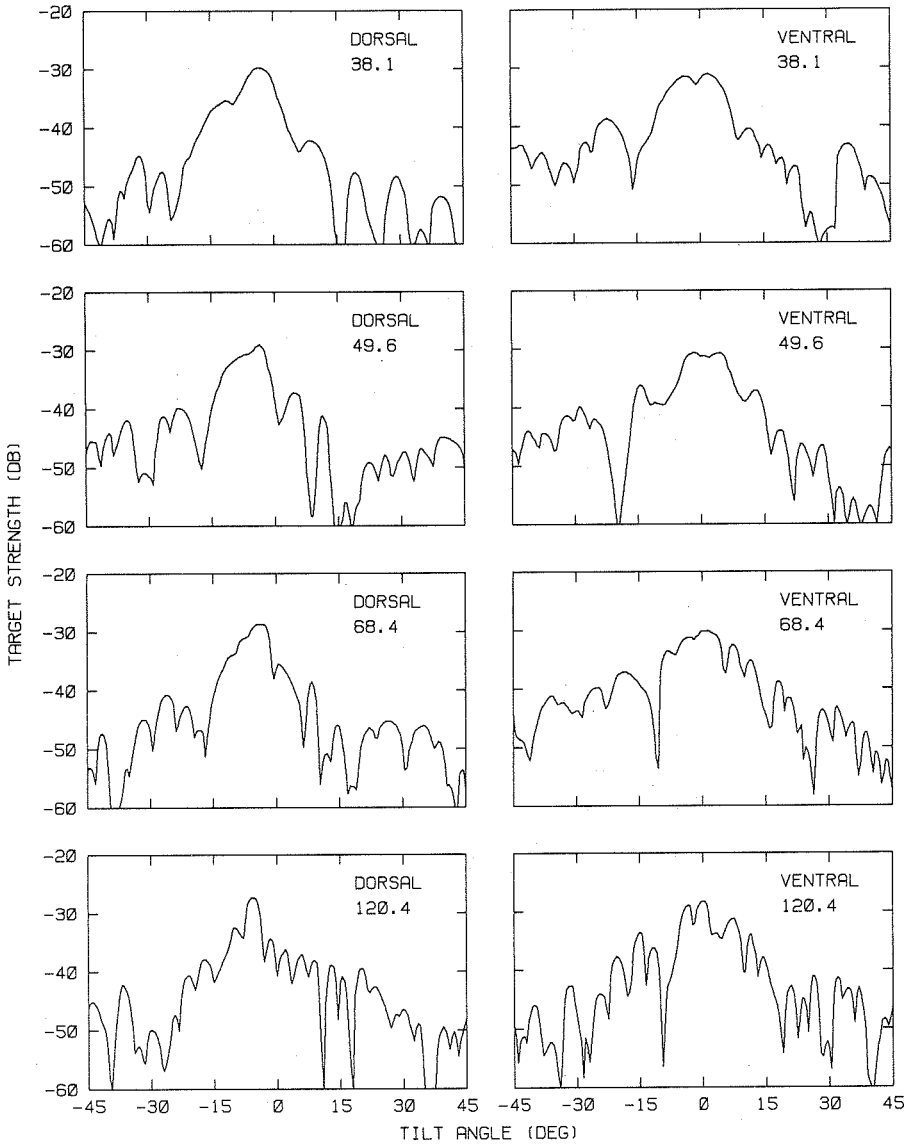 -20
-30
-40
-50
-60
DORSAL
38.1
VENTRAL
38.1
-20
-30
-40
-50
-60
DORSAL
49.6
VENTRAL
49.6
-20
-30
-40
-50
-60
DORSAL
68.4
VENTRAL
68.4
-20
-30
-40
-50
-60
DORSAL
120.4
VENTRAL
120.4
-45 -30 -15 0 15 30 45
-45 -30 -15 0 15 30 45
TARGET STRENGTH (DB)
TILT ANGLE (DEG)